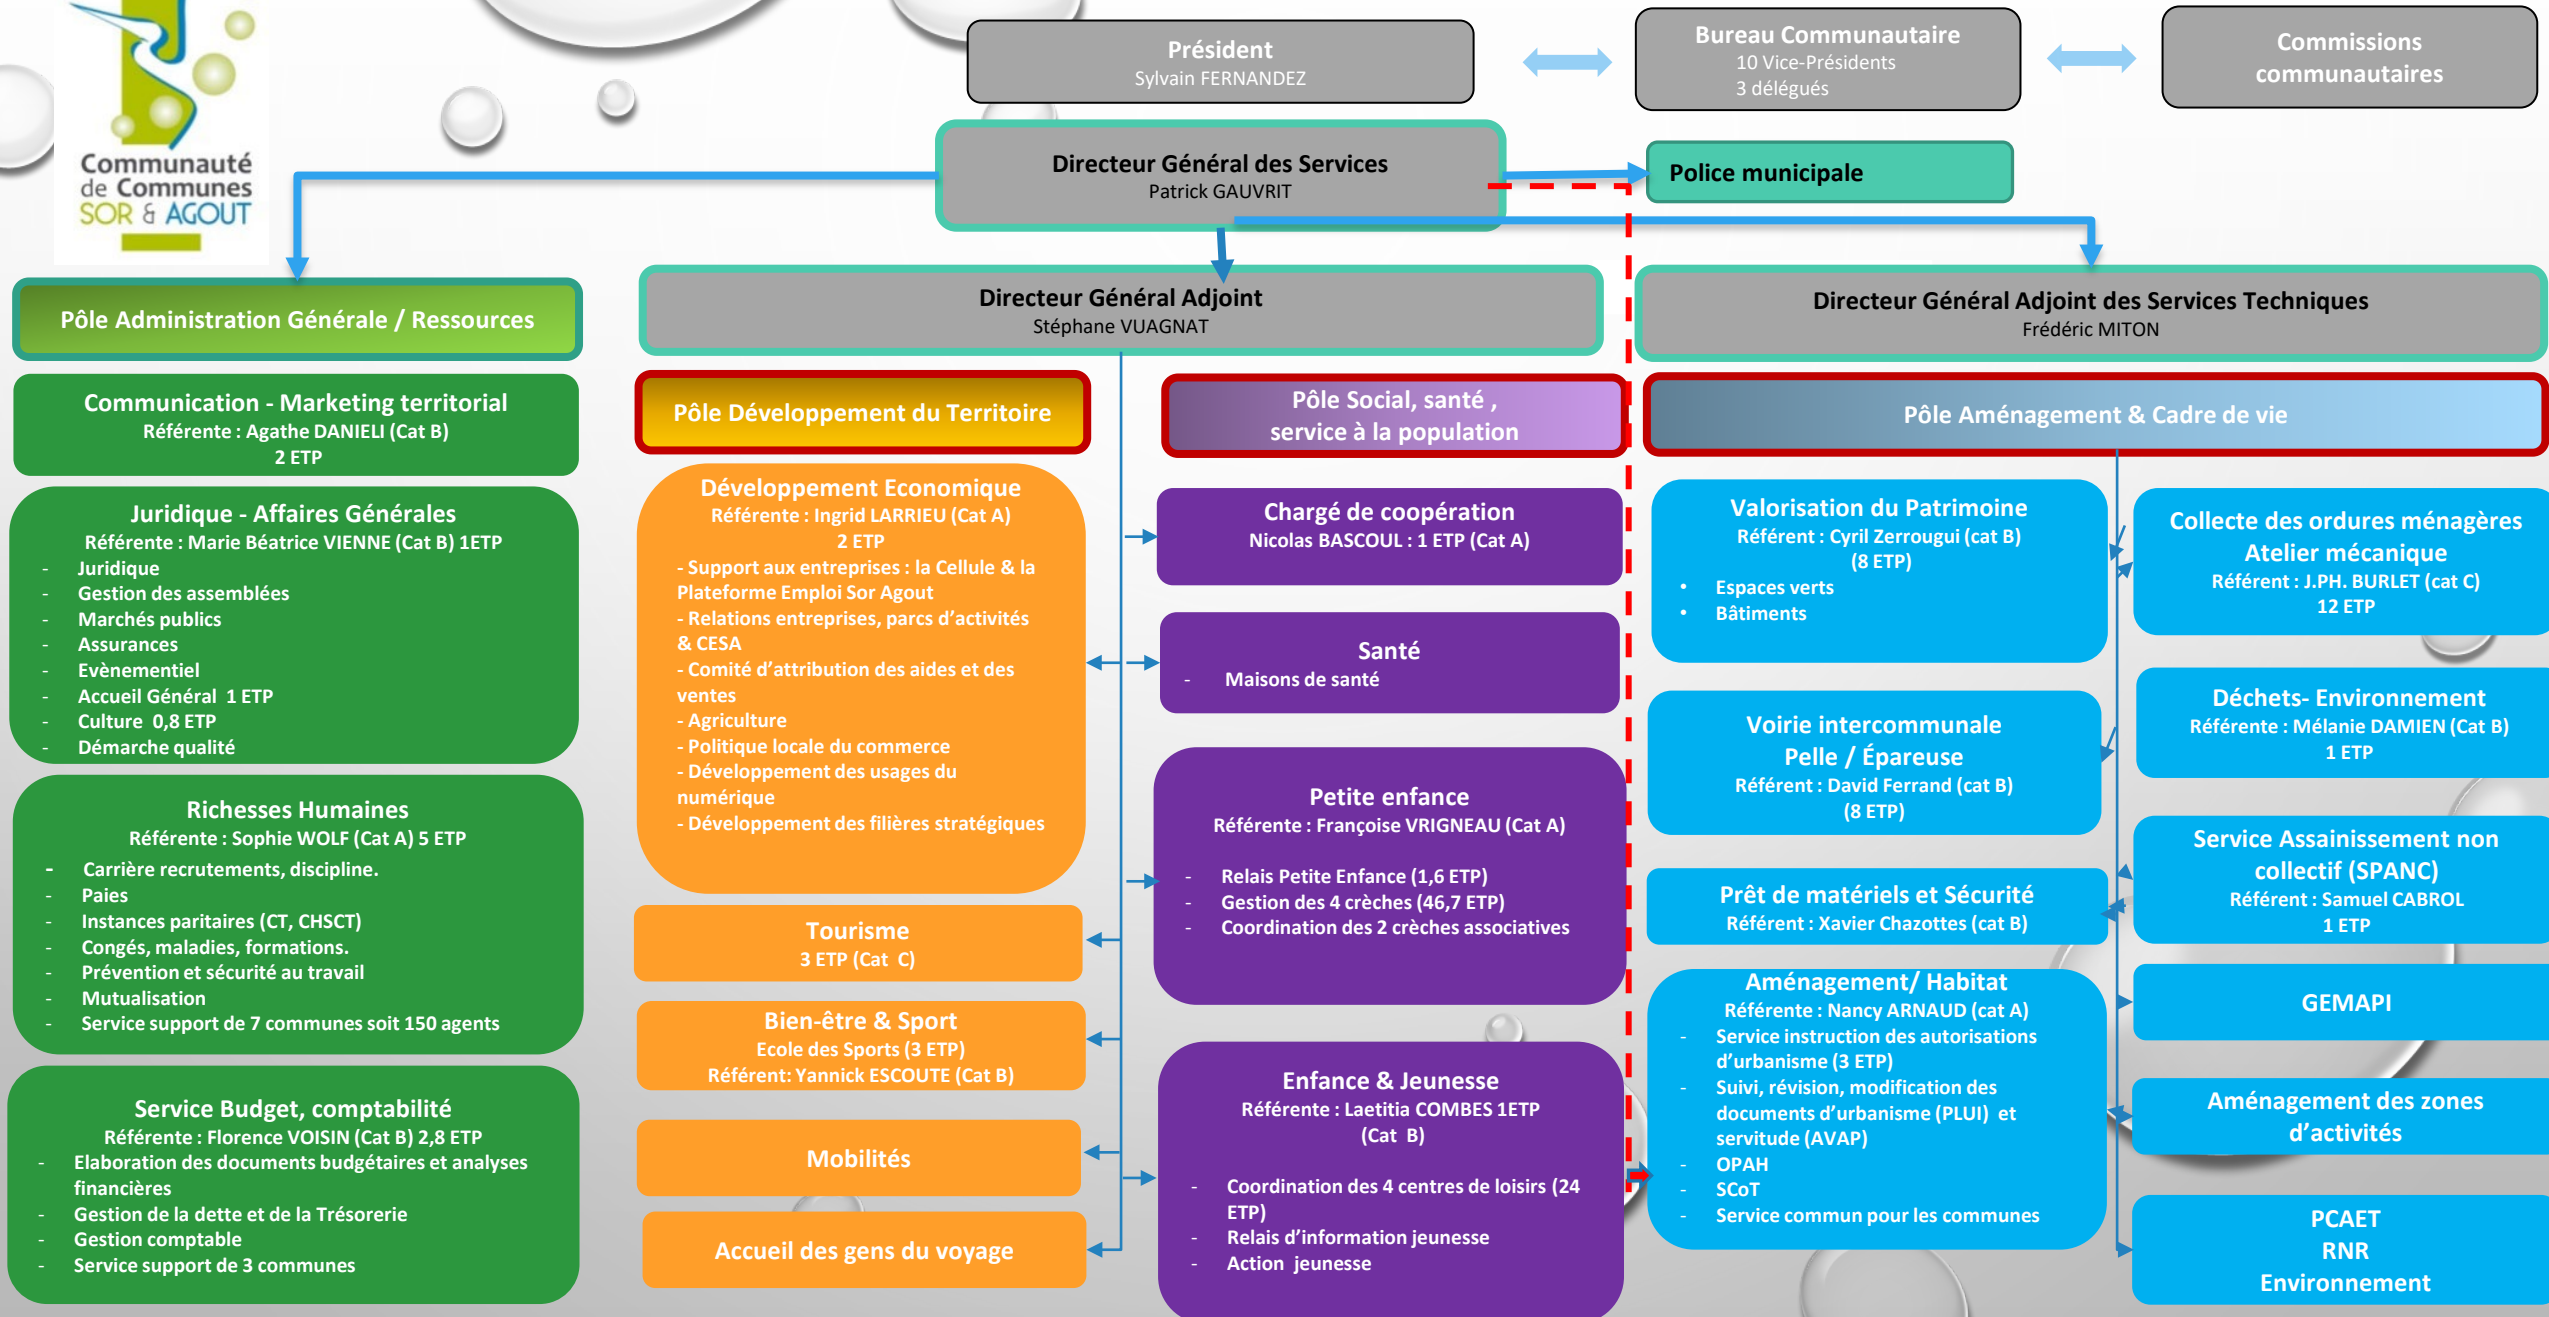 Communauté
de Communes
SOR & AGOUT
Président
Sylvain FERNANDEZ
Bureau Communautaire
10 Vice-Présidents
3 délégués
Commissions
communautaires
Directeur Général des Services
Patrick GAUVRIT
Police municipale
Pôle Administration Générale / Ressources
Directeur Général Adjoint
Stéphane VUAGNAT
Directeur Général Adjoint des Services Techniques
Frédéric MITON
Communication - Marketing territorial
Référente : Agathe DANIELI (Cat B)
2 ETP
Juridique - Affaires Générales
Référente : Marie Béatrice VIENNE (Cat B) 1ETP
- Juridique
- Gestion des assemblées
- Marchés publics
- Assurances
- Evènementiel
- Accueil Général 1 ETP
- Culture 0,8 ETP
- Démarche qualité
Richesses Humaines
Référente : Sophie WOLF (Cat A) 5 ETP
- Carrière recrutements, discipline.
- Paies
- Instances paritaires (CT, CHSCT)
- Congés, maladies, formations.
- Prévention et sécurité au travail
- Mutualisation
- Service support de 7 communes soit 150 agents
Service Budget, comptabilité
Référente : Florence VOISIN (Cat B) 2,8 ETP
- Elaboration des documents budgétaires et analyses
financières
- Gestion de la dette et de la Trésorerie
- Gestion comptable
- Service support de 3 communes
Pôle Développement du Territoire
Développement Economique
Référente : Ingrid LARRIEU (Cat A)
2 ETP
- Support aux entreprises : la Cellule & la
Plateforme Emploi Sor Agout
- Relations entreprises, parcs d'activités
& CESA
- Comité d'attribution des aides et des
ventes
- Agriculture
- Politique locale du commerce
- Développement des usages du
numérique
- Développement des filières stratégiques
Tourisme
3 ETP (Cat C)
Bien-être & Sport
Ecole des Sports (3 ETP)
Référent: Yannick ESCOUTE (Cat B)
Mobilités
Accueil des gens du voyage
Pôle Social, santé ,
service à la population
Chargé de coopération
Nicolas BASCOUL : 1 ETP (Cat A)
Santé
- Maisons de santé
Petite enfance
Référente : Françoise VRIGNEAU (Cat A)
- Relais Petite Enfance (1,6 ETP)
- Gestion des 4 crèches (46,7 ETP)
- Coordination des 2 crèches associatives
Enfance & Jeunesse
Référente : Laetitia COMBES 1ETP
(Cat B)
- Coordination des 4 centres de loisirs (24
ETP)
- Relais d'information jeunesse
- Action jeunesse
Pôle Aménagement & Cadre de vie
Valorisation du Patrimoine
Référent : Cyril Zerrougui (cat B)
(8 ETP)
• Espaces verts
• Bâtiments
Voirie intercommunale
Pelle / Épareuse
Référent : David Ferrand (cat B)
(8 ETP)
Prêt de matériels et Sécurité
Référent : Xavier Chazottes (cat B)
Aménagement/ Habitat
Référente : Nancy ARNAUD (cat A)
- Service instruction des autorisations
d'urbanisme (3 ETP)
- Suivi, révision, modification des
documents d'urbanisme (PLUI) et
servitude (AVAP)
- OPAH
- SCoT
- Service commun pour les communes
Collecte des ordures ménagères
Atelier mécanique
Référent : J.PH. BURLET (cat C)
12 ETP
Déchets- Environnement
Référente : Mélanie DAMIEN (Cat B)
1 ETP
Service Assainissement non
collectif (SPANC)
Référent : Samuel CABROL
1 ETP
GEMAPI
Aménagement des zones
d'activités
PCAET
RNR
Environnement